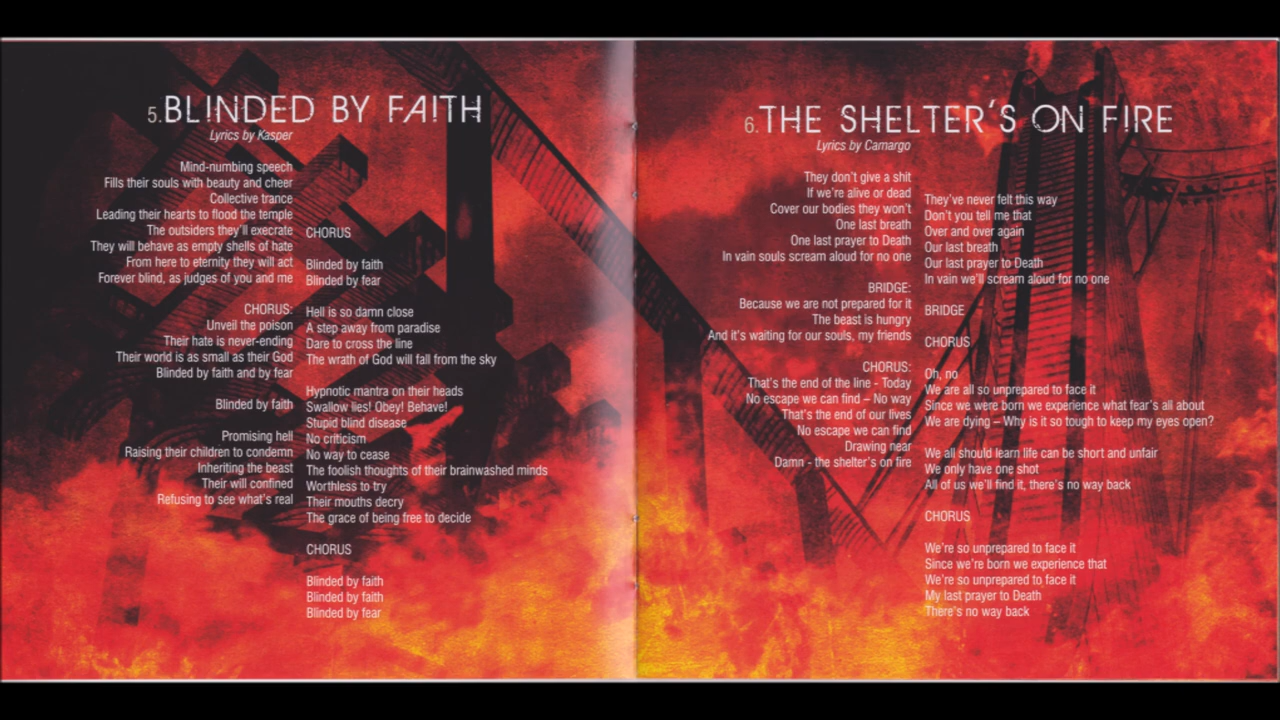 5.BLINDED BY FAITH
Lyrics by Kasper
Mind-numbing speech
Fills their souls with beauty and cheer
Collective trance
Leading their hearts to flood the temple
The outsiders they'll execrate
They will behave as empty shells of hate
From here to eternity they will act
Forever blind, as judges of you and me
CHORUS:
Unveil the poison
Their hate is never-ending
Their world is as small as their God
Blinded by faith and by fear
Blinded by faith
Promising hell
Raising their children to condemn
Inheriting the beast
Their will confined
Refusing to see what's real
CHORUS
Blinded by faith
Blinded by fear
Hell is so damn close
A step away from paradise
Dare to cross the line
The wrath of God will fall from the sky
Hypnotic mantra on their heads
Swallow lies! Obey! Behave!
Stupid blind disease
No criticism
No way to cease
The foolish thoughts of their brainwashed minds
Worthless to try
Their mouths decry
The grace of being free to decide
CHORUS
Blinded by faith
Blinded by faith
Blinded by fear
6.THE SHELTER'S ON FIRE
Lyrics by Camargo
They don't give a shit
If we're alive or dead
Cover our bodies they won't
One last breath
One last prayer to Death
In vain souls scream aloud for no one
BRIDGE:
Because we are not prepared for it
The beast is hungry
And it's waiting for our souls, my friends
CHORUS:
That's the end of the line - Today
No escape we can find – No way
That's the end of our lives
No escape we can find
Drawing near
Damn - the shelter's on fire
They've never felt this way
Don't you tell me that
Over and over again
Our last breath
Our last prayer to Death
In vain we'll scream aloud for no one
BRIDGE
CHORUS
Oh, no
We are all so unprepared to face it
Since we were born we experience what fear's all about
We are dying – Why is it so tough to keep my eyes open?
We all should learn life can be short and unfair
We only have one shot
All of us we'll find it, there's no way back
CHORUS
We're so unprepared to face it
Since we're born we experience that
We're so unprepared to face it
My last prayer to Death
There's no way back